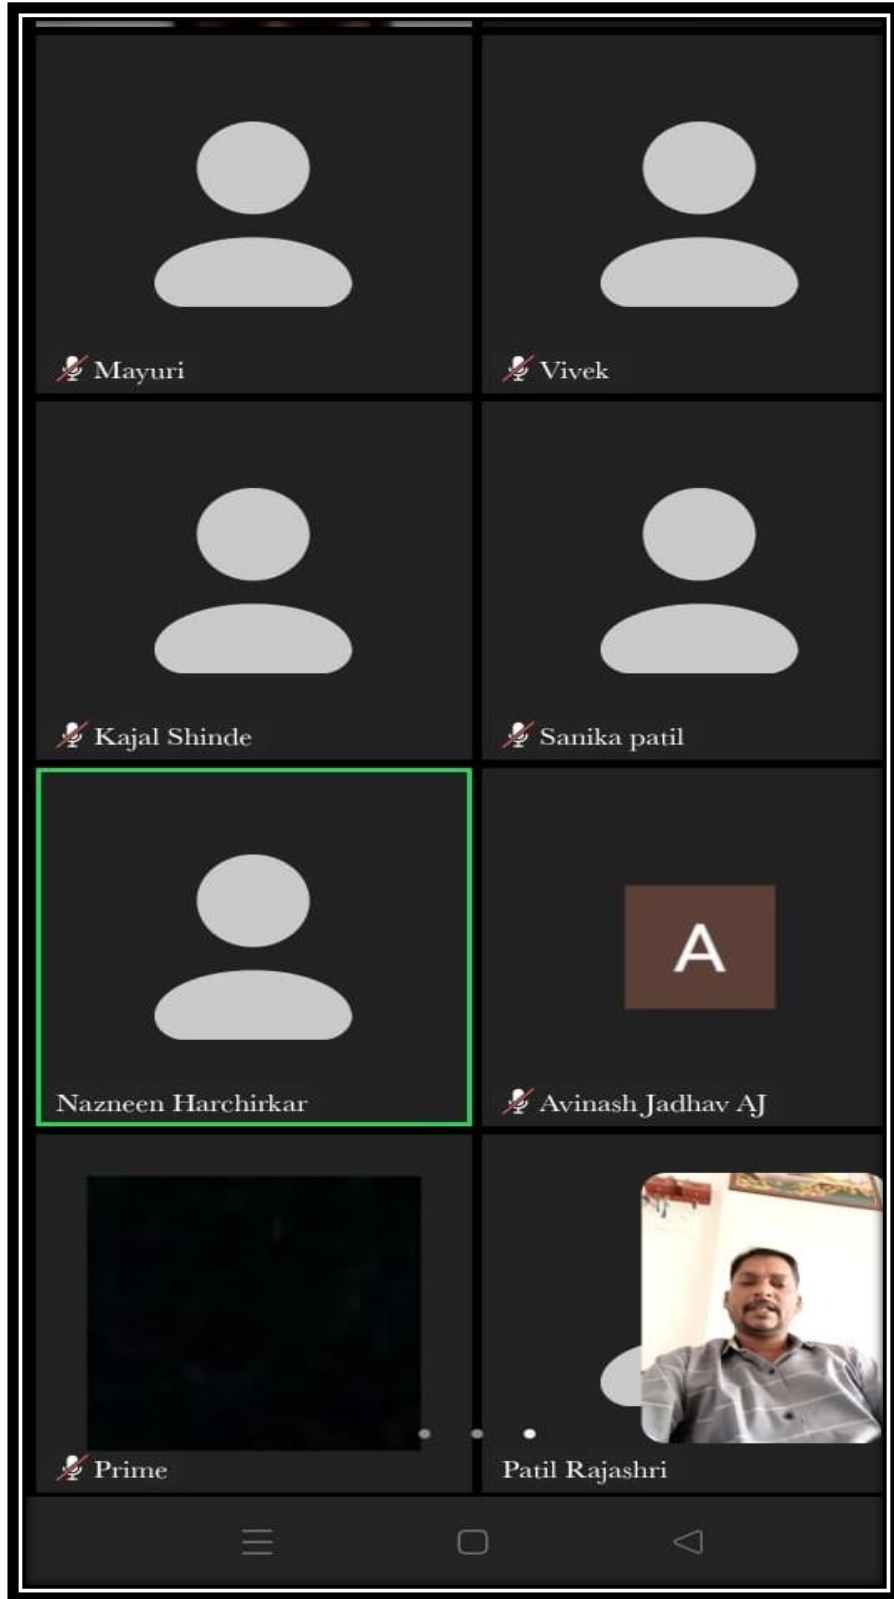 Mayuri
Vivek
Kajal Shinde
Sanika patil
Nazneen Harchirkar
A
Avinash Jadhav AJ
Prime
Patil Rajashri